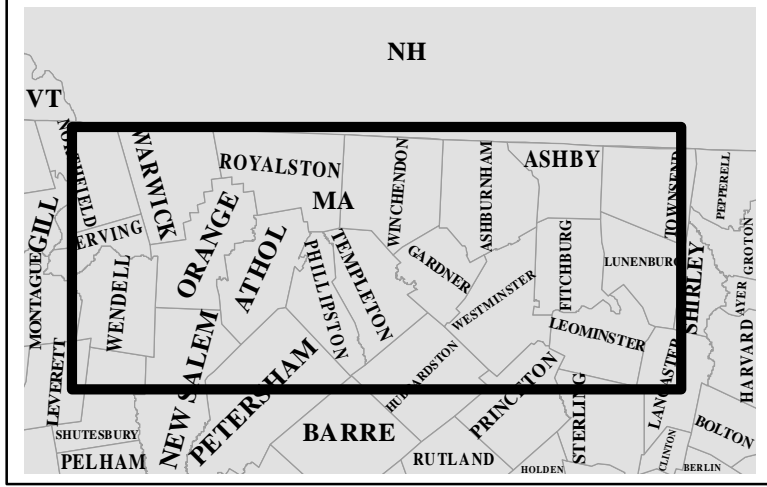 NH
VT
NORTHFIELD
WARWICK
ROYALSTON
MA
WINCHENDON
ASHBURNHAM
ASHBY
TOWNSEND
PEPPERELL
GILL
ERVING
ORANGE
ATHOL
PHILLIPSTON
TEMPLETON
GARDNER
WESTMINSTER
FITCHBURG
LUNENBURG
SHIRLEY
GROTON
AYER
MONTAGUE
WENDELL
LEOMINSTER
HARVARD
LEVERETT
NEW SALEM
PETERSHAM
HUBBARDSTON
PRINCETON
STERLING
LANCASTER
BOLTON
SHUTESBURY
BARRE
CLINTON
PELHAM
RUTLAND
HOLDEN
BERLIN